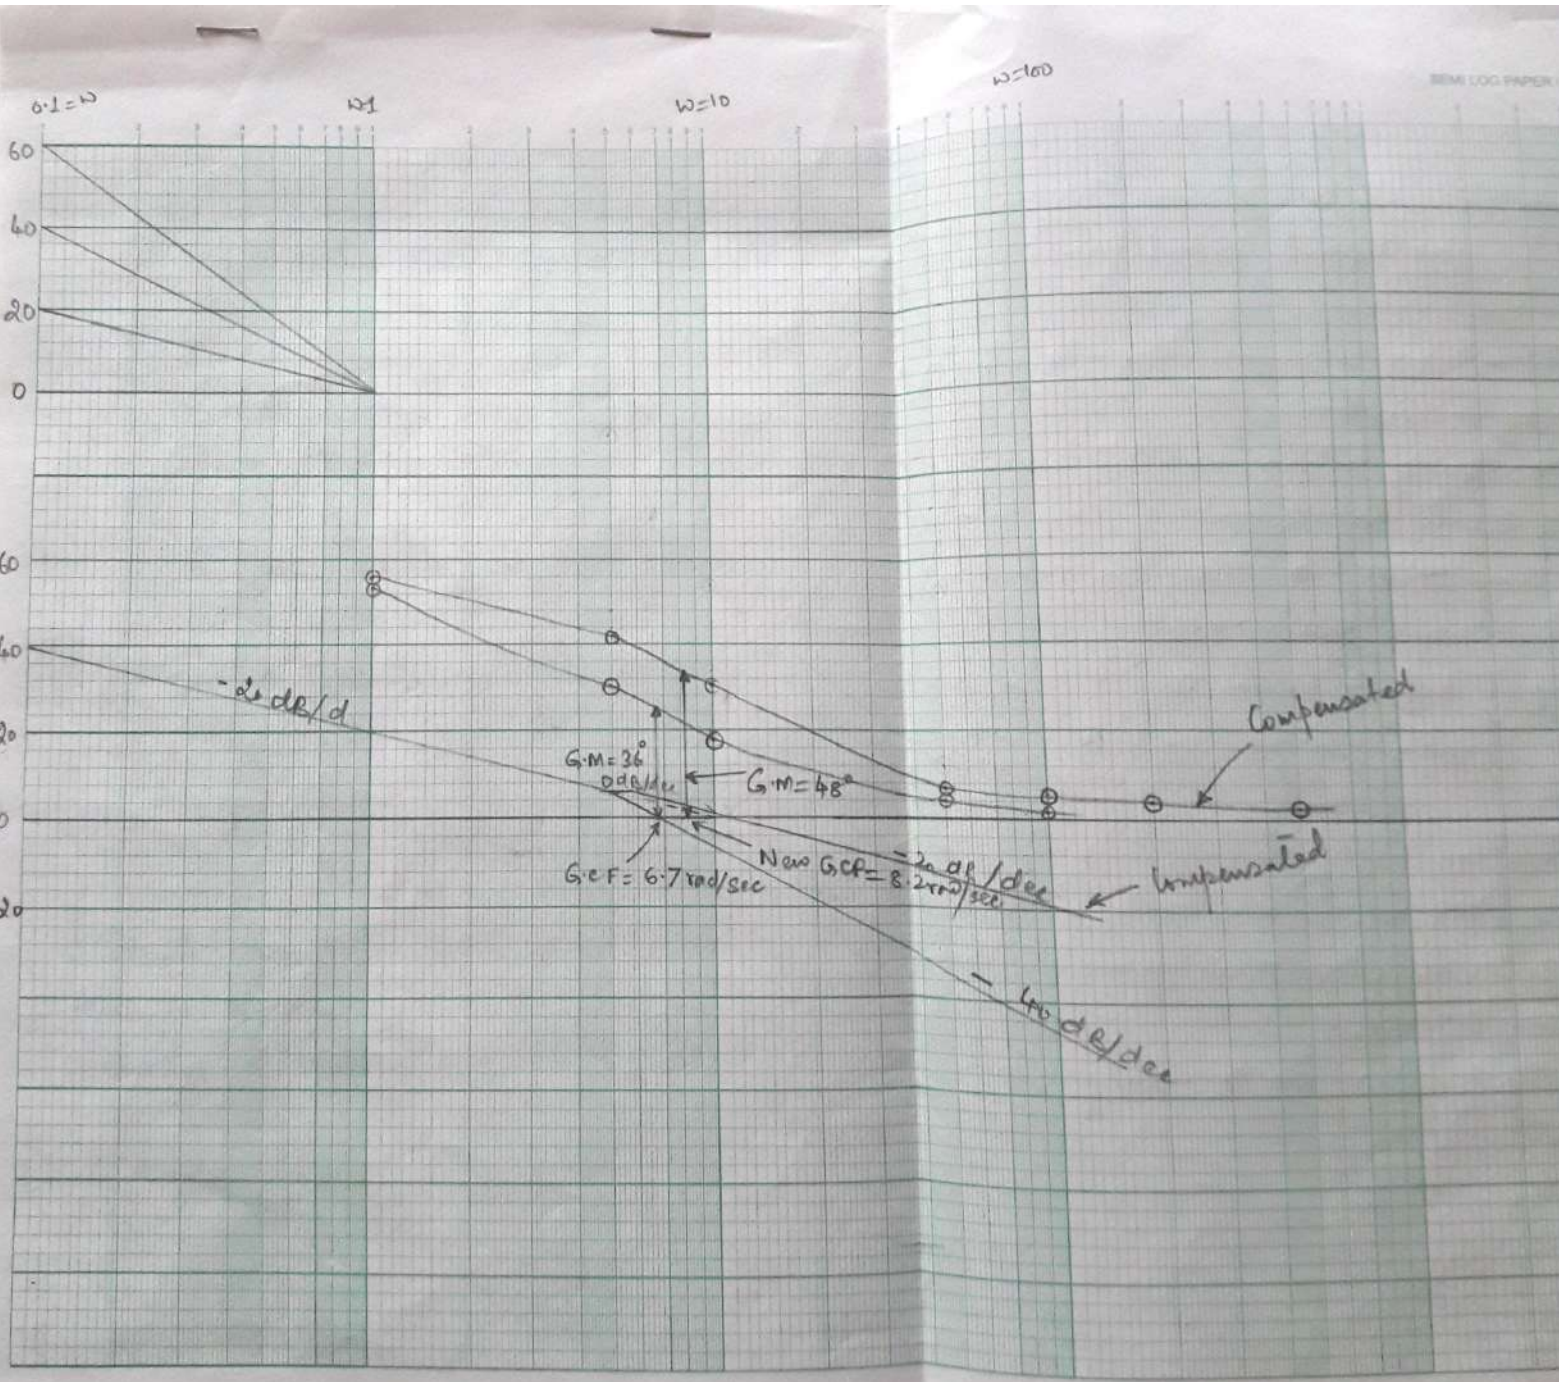 W=100
SEMI LOG PAPER
0.1=W
W=10
60
40
20
0
60
40
-20 dB/d
20
G.M=36°
0dB/dec
G.M=48°
Compensated
0
G.C F= 6.7 rad/sec
New GCF= 8.2 rad/sec
-20 dB/dec
Compensated
20
-40 dB/dec